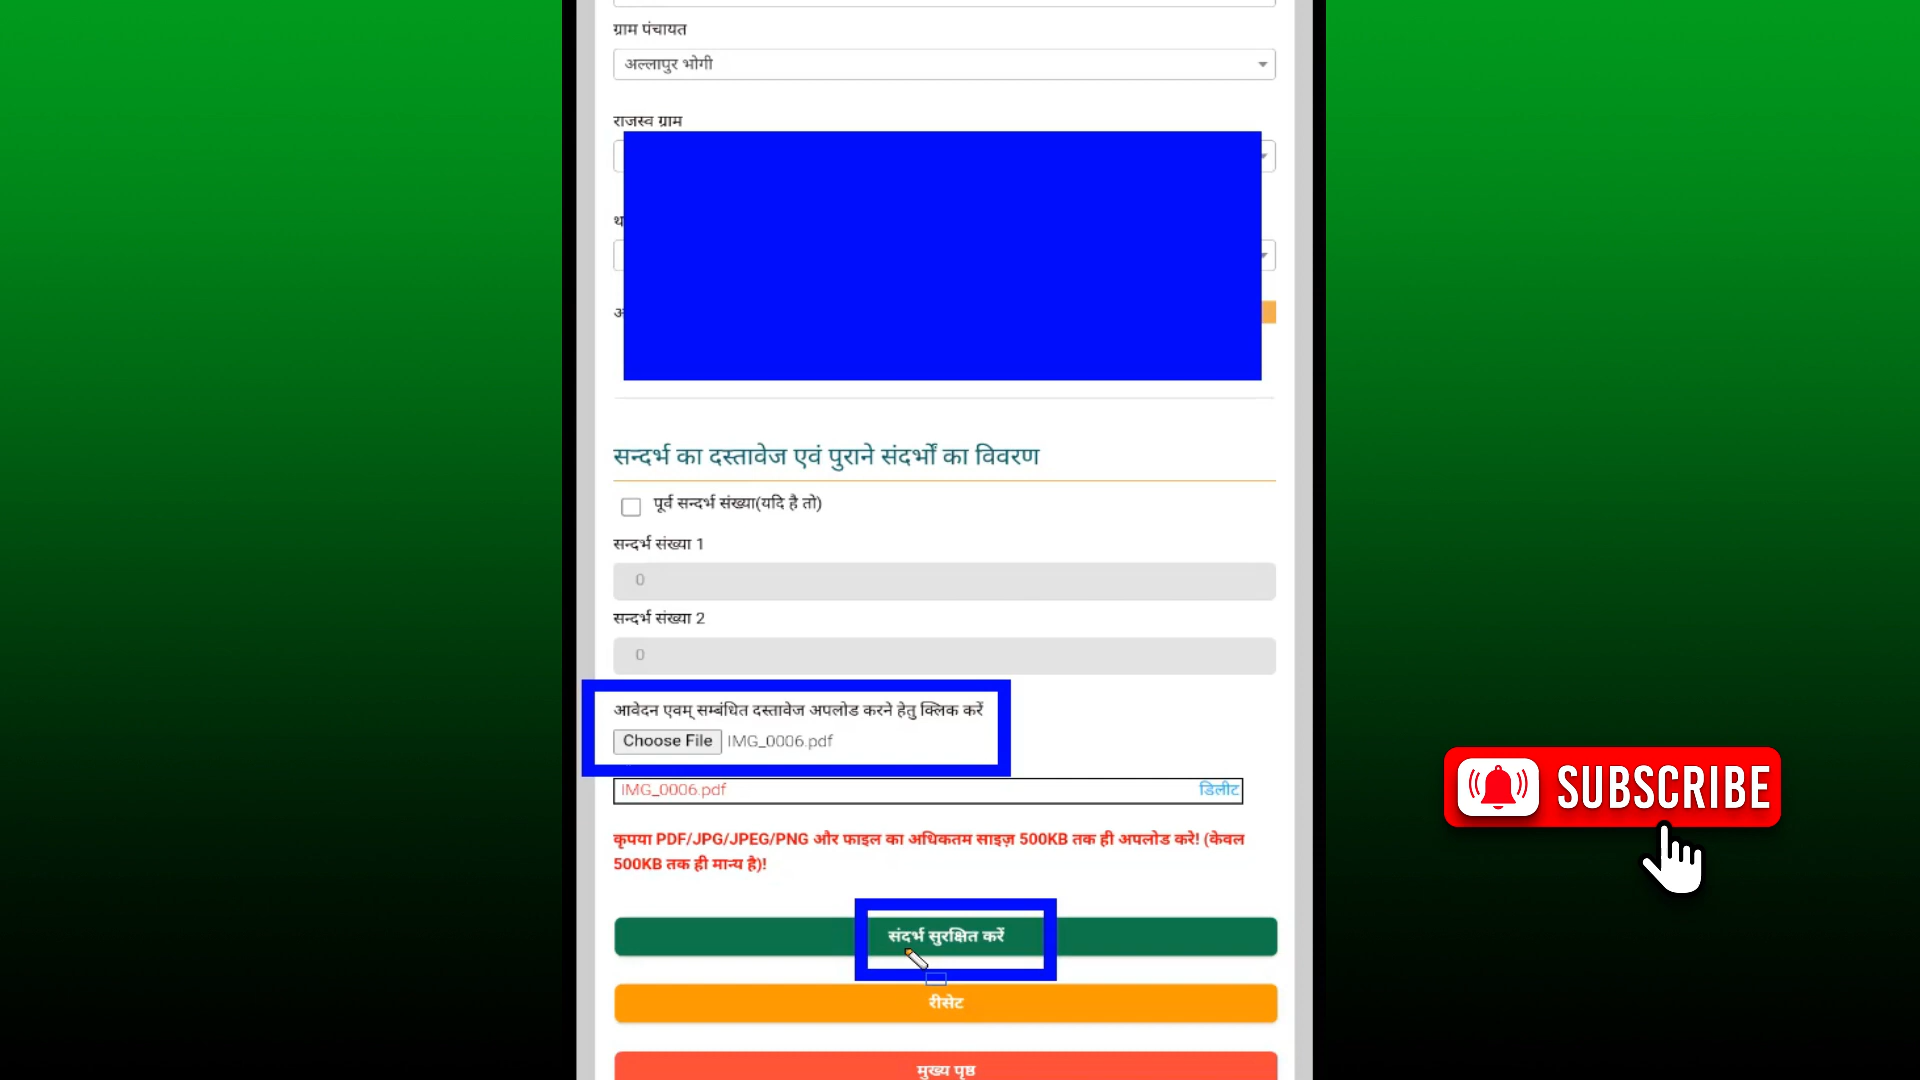 ग्राम पंचायत
अल्लापुर भोगी
राजस्व ग्राम
सन्दर्भ का दस्तावेज एवं पुराने संदर्भों का विवरण
पूर्व सन्दर्भ संख्या(यदि है तो)
सन्दर्भ संख्या 1
0
सन्दर्भ संख्या 2
0
आवेदन एवम् सम्बंधित दस्तावेज अपलोड करने हेतु क्लिक करें
Choose File IMG_0006.pdf
IMG_0006.pdf डिलीट
कृपया PDF/JPG/JPEG/PNG और फाइल का अधिकतम साइज़ 500KB तक ही अपलोड करे! (केवल
500KB तक ही मान्य है)!
संदर्भ सुरक्षित करें
रीसेट
मुख्य पृष्ठ
SUBSCRIBE